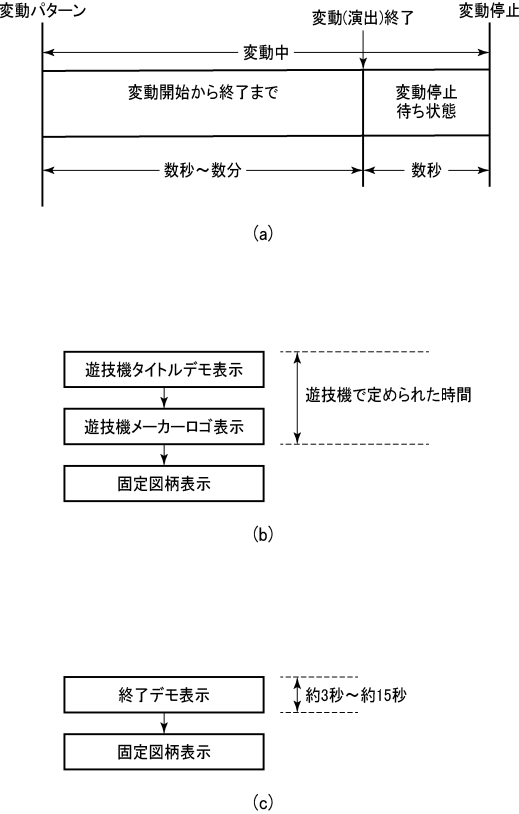 変動パターン
変動(演出)終了
変動停止
変動中
変動開始から終了まで
変動停止
待ち状態
数秒～数分
数秒
(a)
遊技機タイトルデモ表示
遊技機メーカーロゴ表示
遊技機で定められた時間
固定図柄表示
(b)
終了デモ表示
約3秒～約15秒
固定図柄表示
(c)